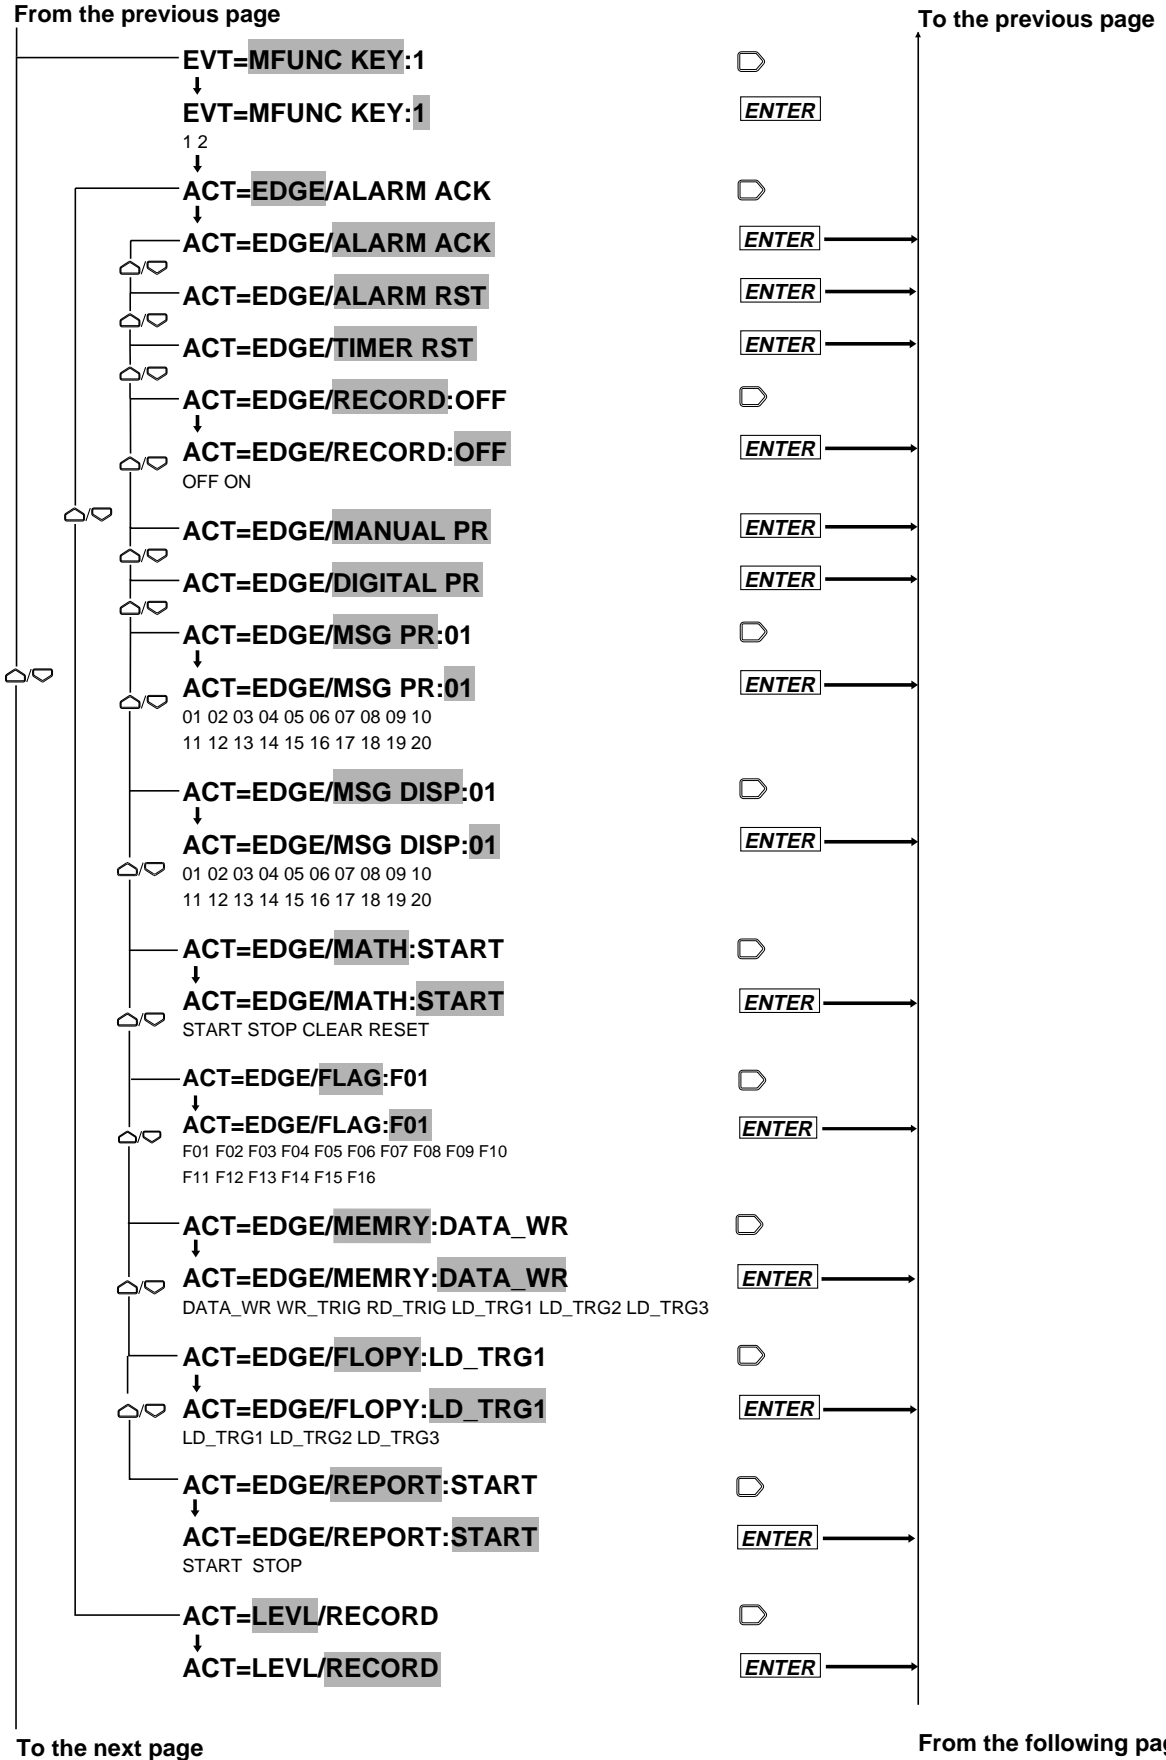 From the previous page
To the previous page
EVT=MFUNC KEY:1
EVT=MFUNC KEY:1 ENTER
1 2
ACT=EDGE/ALARM ACK
ACT=EDGE/ALARM ACK ENTER
/
ACT=EDGE/ALARM RST ENTER
/
ACT=EDGE/TIMER RST ENTER
/
ACT=EDGE/RECORD:OFF
ACT=EDGE/RECORD:OFF ENTER
/
OFF ON
/
ACT=EDGE/MANUAL PR ENTER
/
ACT=EDGE/DIGITAL PR ENTER
/
ACT=EDGE/MSG PR:01
/
ACT=EDGE/MSG PR:01 ENTER
/
01 02 03 04 05 06 07 08 09 10
11 12 13 14 15 16 17 18 19 20
ACT=EDGE/MSG DISP:01
ACT=EDGE/MSG DISP:01 ENTER
/
01 02 03 04 05 06 07 08 09 10
11 12 13 14 15 16 17 18 19 20
ACT=EDGE/MATH:START
ACT=EDGE/MATH:START ENTER
/
START STOP CLEAR RESET
ACT=EDGE/FLAG:F01
ACT=EDGE/FLAG:F01 ENTER
/
F01 F02 F03 F04 F05 F06 F07 F08 F09 F10
F11 F12 F13 F14 F15 F16
ACT=EDGE/MEMRY:DATA_WR
ACT=EDGE/MEMRY:DATA_WR ENTER
/
DATA_WR WR_TRIG RD_TRIG LD_TRG1 LD_TRG2 LD_TRG3
ACT=EDGE/FLOPY:LD_TRG1
ACT=EDGE/FLOPY:LD_TRG1 ENTER
/
LD_TRG1 LD_TRG2 LD_TRG3
ACT=EDGE/REPORT:START
ACT=EDGE/REPORT:START ENTER
START STOP
ACT=LEVL/RECORD
ACT=LEVL/RECORD ENTER
To the next page
From the following pag